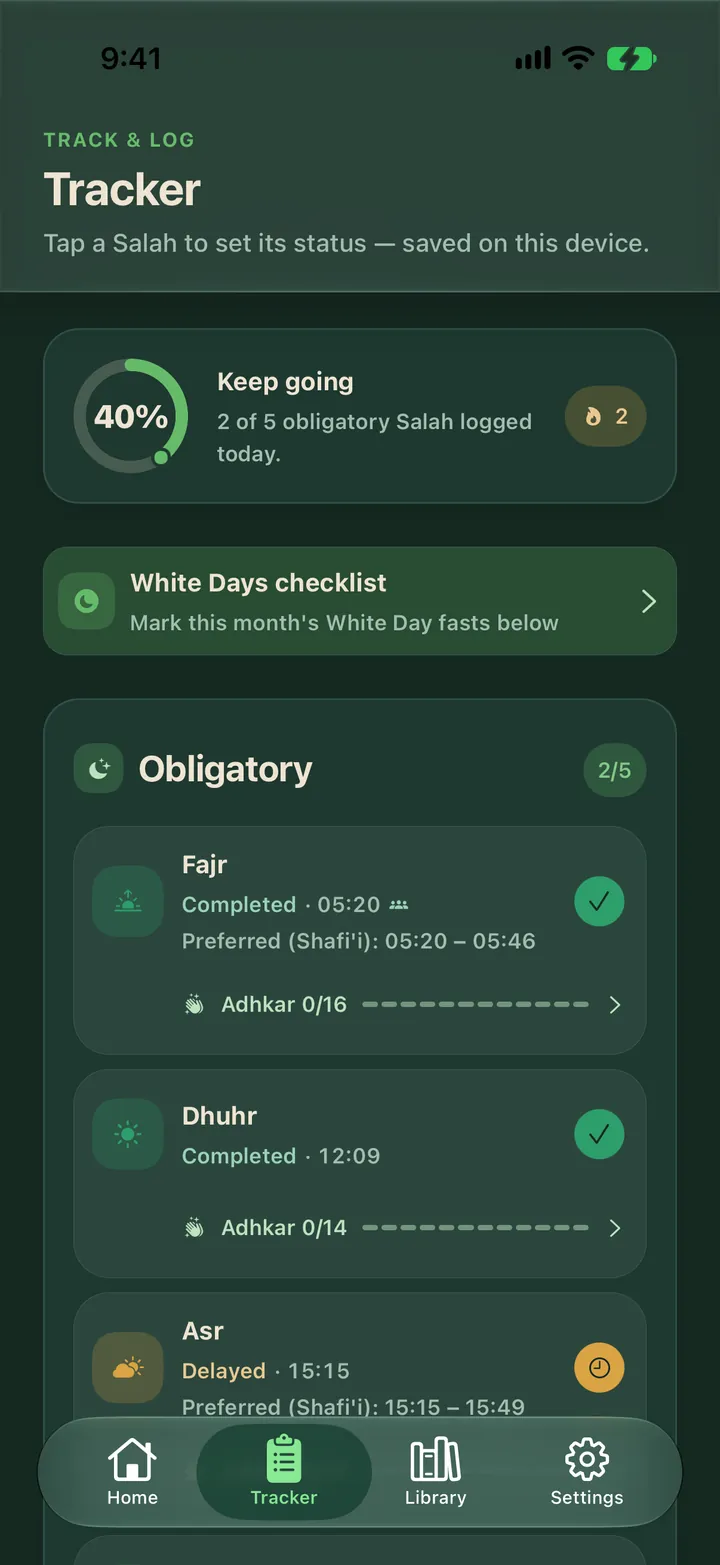 9:41
TRACK & LOG
Tracker
Tap a Salah to set its status — saved on this device.
40%
Keep going
2 of 5 obligatory Salah logged
today.
2
White Days checklist
Mark this month's White Day fasts below
Obligatory
2/5
Fajr
Completed · 05:20
Preferred (Shafi'i): 05:20 – 05:46
Adhkar 0/16
Dhuhr
Completed · 12:09
Adhkar 0/14
Asr
Delayed · 15:15
Preferred (Shafi'i): 15:15 – 15:49
Home
Tracker
Library
Settings